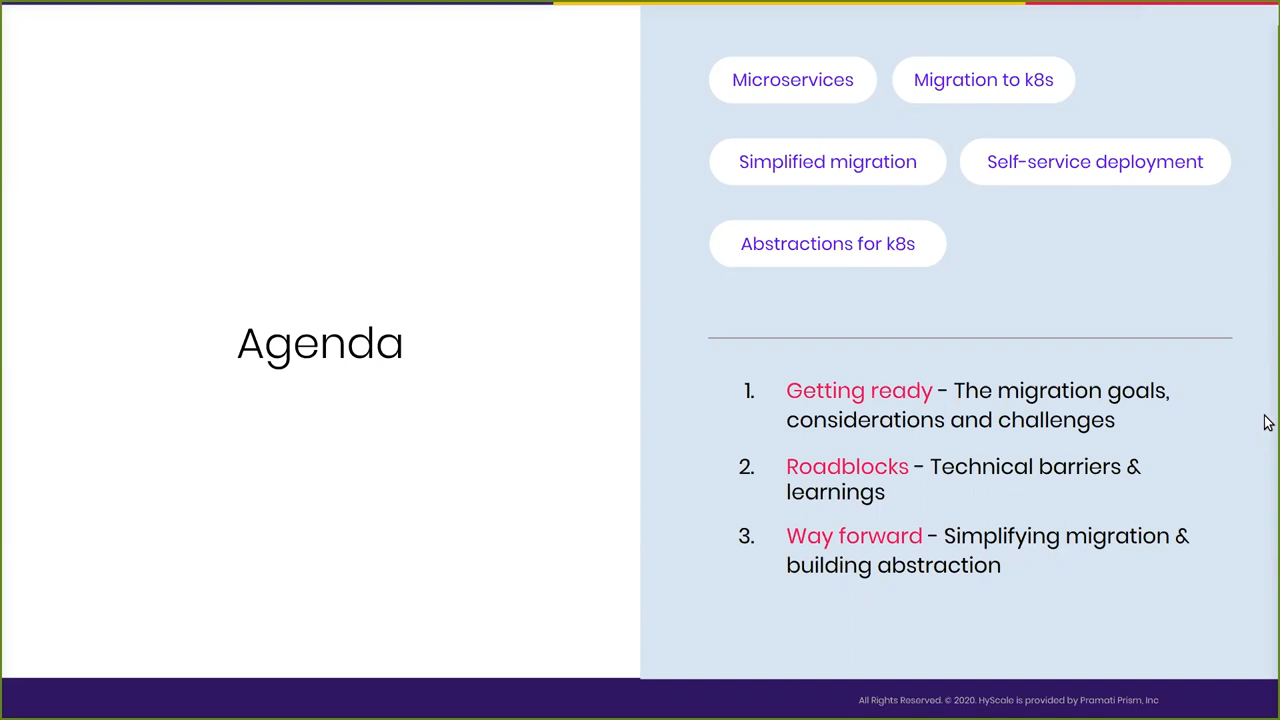 Agenda
Microservices
Migration to k8s
Simplified migration
Self-service deployment
Abstractions for k8s
1. Getting ready - The migration goals,
considerations and challenges
2. Roadblocks - Technical barriers &
learnings
3. Way forward - Simplifying migration &
building abstraction
All Rights Reserved. © 2020. HyScale is provided by Pramati Prism, Inc